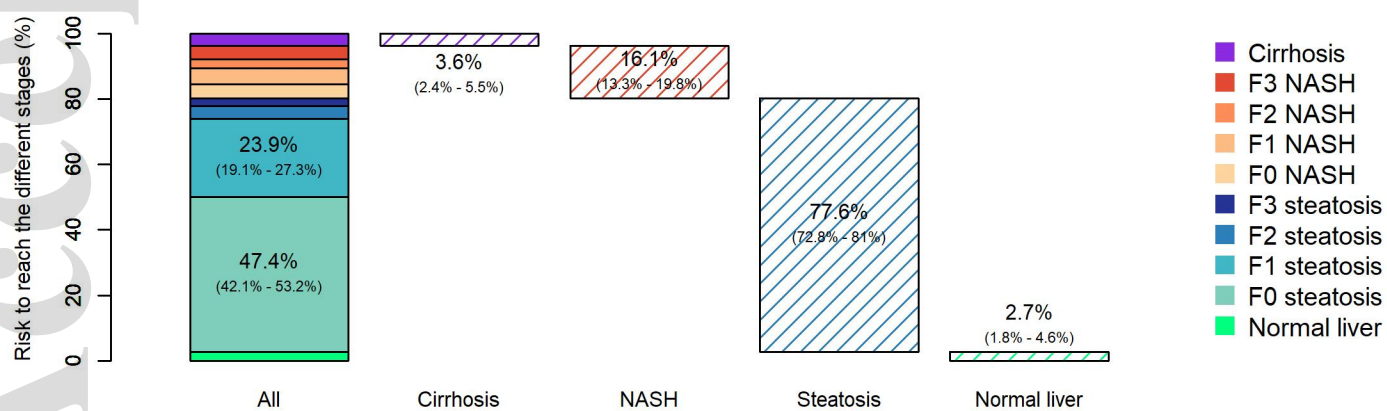 Risk to reach the different stages (%)
100
80
60
40
20
0
23.9%
(19.1% - 27.3%)
47.4%
(42.1% - 53.2%)
3.6%
(2.4% - 5.5%)
16.1%
(13.3% - 19.8%)
77.6%
(72.8% - 81%)
2.7%
(1.8% - 4.6%)
All
Cirrhosis
NASH
Steatosis
Normal liver
Cirrhosis
F3 NASH
F2 NASH
F1 NASH
F0 NASH
F3 steatosis
F2 steatosis
F1 steatosis
F0 steatosis
Normal liver